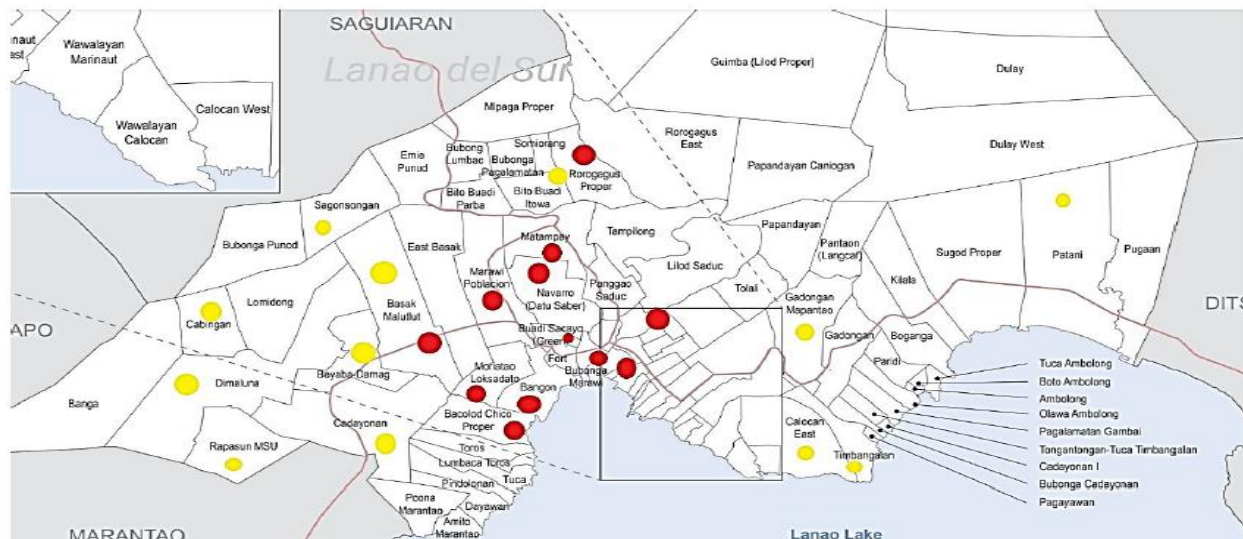 SAGUIARAN
Lanao del Sur
Wawalayan
Marinaut
Calocan West
Wawalayan
Calocan
Guimba (Lilod Proper)
Dulay
Mipaga Proper
Dulay West
Emie
Punud
Bubong
Lumbac
Bubonga
Pagalamatan
Somiorang
Rorogagus
Proper
Rorogagus
East
Papandayan Caniogan
Bito Buadi
Parba
Bito Buadi
Itowa
Sagonsongan
Bubonga Punod
East Basak
Matampay
Tampilong
Papandayan
Pantaon
(Langcaf)
Sugod Proper
Patani
Pugaan
Marawi
Poblacion
Navarro
(Datu Saber)
Panggao
Saduc
Lilod Saduc
Tolali
Kilala
Cabingan
Lomidong
Basak
Malutlut
Gadongan
Mapantao
Gadongan
Boganga
Buadi Sacayo
(Green)
Fort
Bubonga
Marawi
Paridi
APO
DITS
Banga
Dimaluna
Beyaba-Damag
Moriatao
Loksadato
Bangon
Bacolod Chico
Proper
Cadayonan
Rapasun MSU
Toros
Lumbaca Toros
Pindolonan
Tuca
Poona
Marantao
Dayawan
Amito
Marantao
Calocan
East
Timbangalan
Tuca Ambolong
Boto Ambolong
Ambolong
Olawa Ambolong
Pagalamatan Gambai
Tongantongan-Tuca Timbangalan
Cadayonan I
Bubonga Cadayonan
Pagayawan
MARANTAO
Lanao Lake